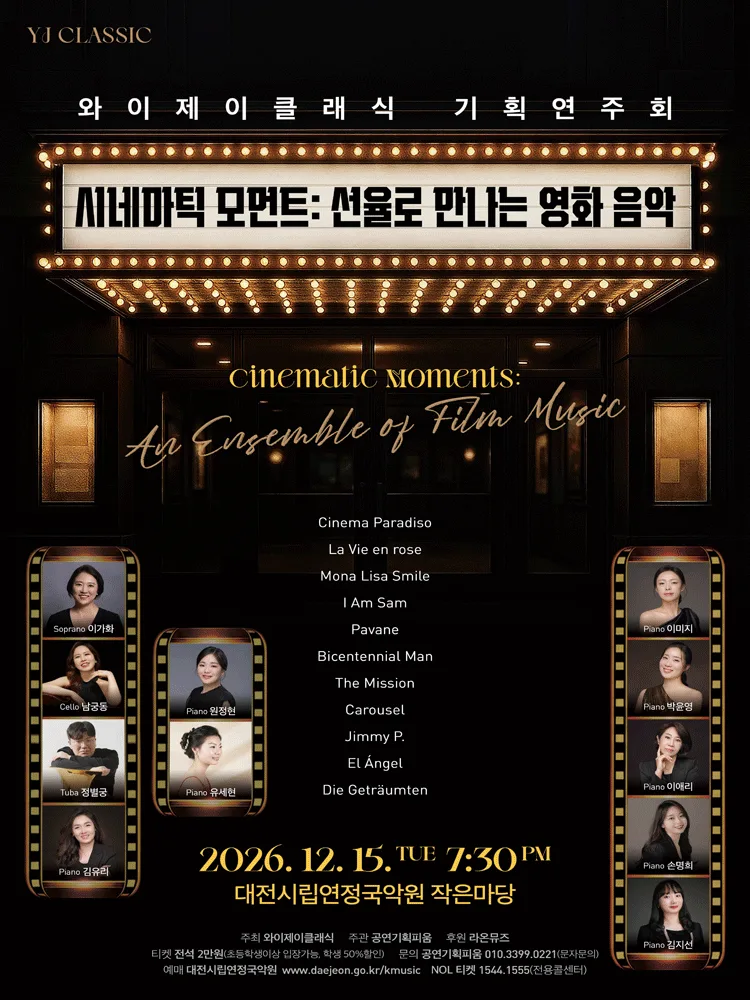 YJ CLASSIC
와이제이클래식 기획연주회
시네마틱 모먼트: 선율로 만나는 영화 음악
Cinematic Moments:
An Ensemble of Film Music
Cinema Paradiso
La Vie en rose
Mona Lisa Smile
I Am Sam
Pavane
Bicentennial Man
The Mission
Carousel
Jimmy P.
El Ángel
Die Geträumten
Soprano 이가화
Cello 남궁동
Tuba 정별궁
Piano 김유리
Piano 원정현
Piano 유세현
Piano 이미지
Piano 박윤영
Piano 이애리
Piano 손명희
Piano 김지선
2026. 12. 15. TUE 7:30 PM
대전시립연정국악원 작은마당
주최 와이제이클래식 주관 공연기획피움 후원 라온뮤즈
티켓 전석 2만원(초등학생이상 입장가능, 학생 50%할인) 문의 공연기획피움 010.3399.0221(문자문의)
예매 대전시립연정국악원 www.daejeon.go.kr/kmusic NOL 티켓 1544.1555(전용콜센터)